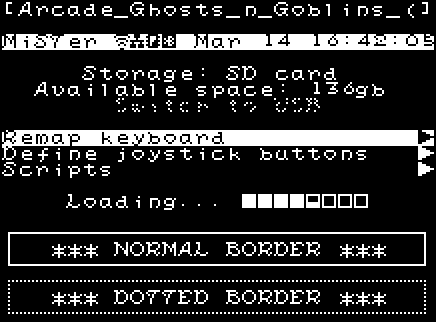 [Arcade_Ghosts_n_Goblins_(]
MiSTer Mar 14 16:42:05
Storage: SD card
Available space: 136gb
Switch to USB
Remap keyboard
Define joystick buttons
Scripts
Loading...
*** NORMAL BORDER ***
*** DOTTED BORDER ***